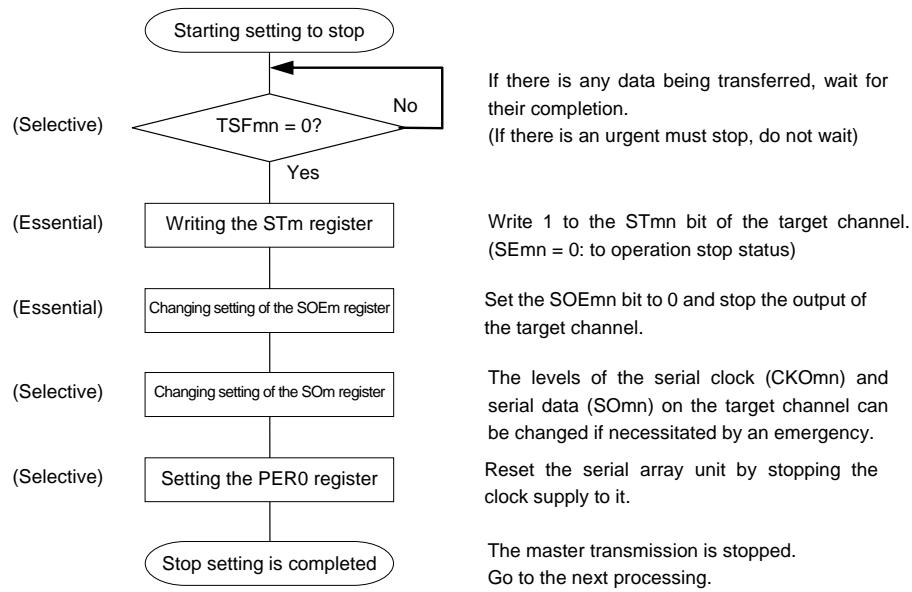 Starting setting to stop
No
If there is any data being transferred, wait for
their completion.
(If there is an urgent must stop, do not wait)
(Selective)
TSFmn = 0?
Yes
(Essential)
Writing the STm register
Write 1 to the STmn bit of the target channel.
(SEmn = 0: to operation stop status)
(Essential)
Changing setting of the SOEm register
Set the SOEmn bit to 0 and stop the output of
the target channel.
(Selective)
Changing setting of the SOm register
The levels of the serial clock (CKOmn) and
serial data (SOmn) on the target channel can
be changed if necessitated by an emergency.
(Selective)
Setting the PER0 register
Reset the serial array unit by stopping the
clock supply to it.
Stop setting is completed
The master transmission is stopped.
Go to the next processing.